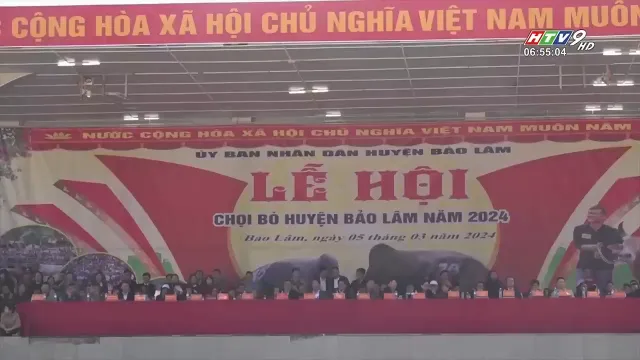 CỘNG HÒA XÃ HỘI CHỦ NGHĨA VIỆT NAM MUÔN
HTV9 HD
06:55:04
NƯỚC CỘNG HÒA XÃ HỘI CHỦ NGHĨA VIỆT NAM MUÔN NĂM
ỦY BAN NHÂN DÂN HUYỆN BẢO LÂM
LỄ HỘI
CHỌI BÒ HUYỆN BẢO LÂM NĂM 2024
Bảo Lâm, ngày 05 tháng 03 năm 2024